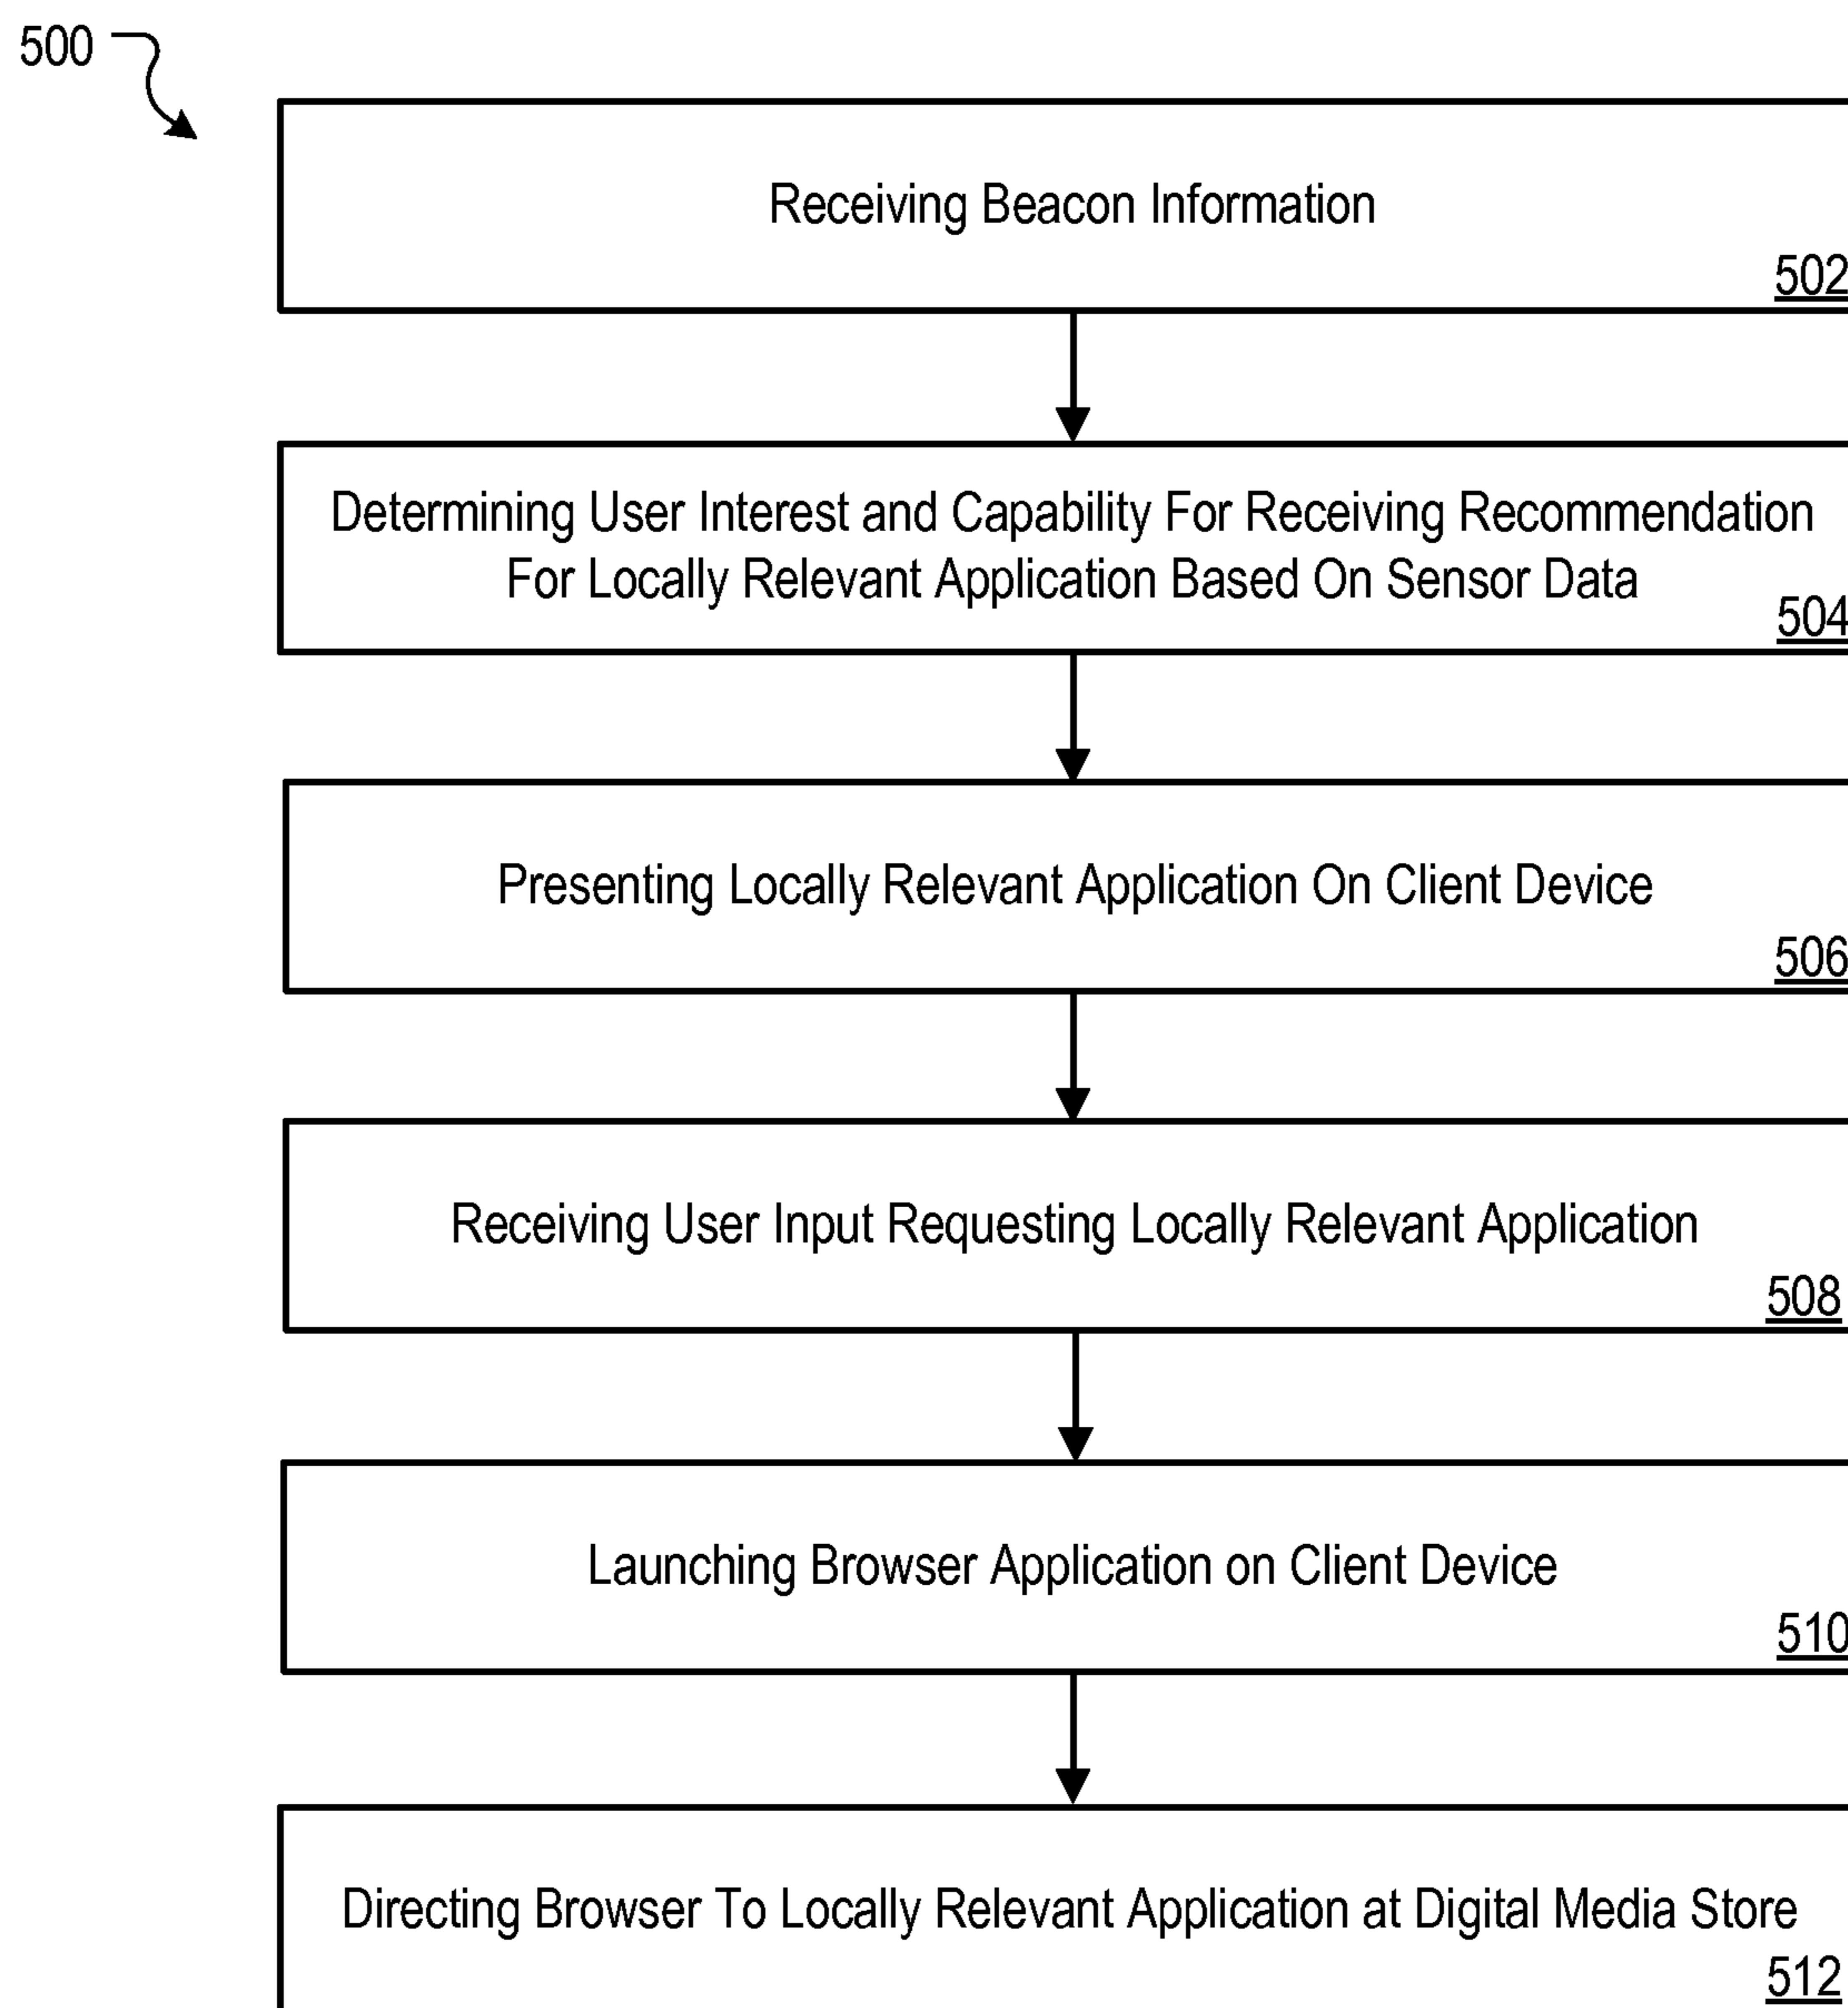 500
Receiving Beacon Information
502
Determining User Interest and Capability For Receiving Recommendation
For Locally Relevant Application Based On Sensor Data
504
Presenting Locally Relevant Application On Client Device
506
Receiving User Input Requesting Locally Relevant Application
508
Launching Browser Application on Client Device
510
Directing Browser To Locally Relevant Application at Digital Media Store
512